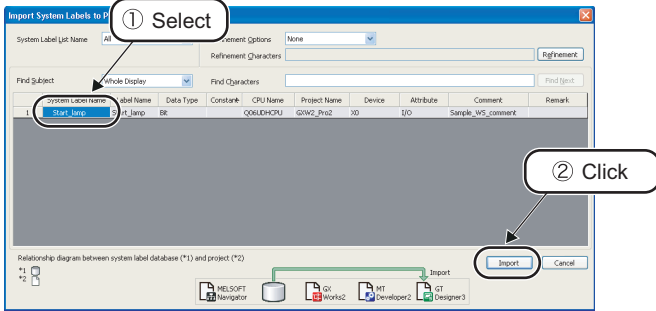 Import System Labels to P
① Select
System Label List Name
All
Refinement Options
None
Refinement Characters
Refinement
Find Subject
Whole Display
Find Characters
Find Next
System Label Name Label Name Data Type Constant CPU Name Project Name Device Attribute Comment Remark
1 Start_lamp Start_lamp Bit Q06UDHCPU GXW2_Pro2 X0 I/O Sample_WS_comment
② Click
Relationship diagram between system label database (*1) and project (*2)
Import
Cancel
*1
*2
Import
MELSOFT
Navigator
GX
Works2
MT
Developer2
GT
Designer3